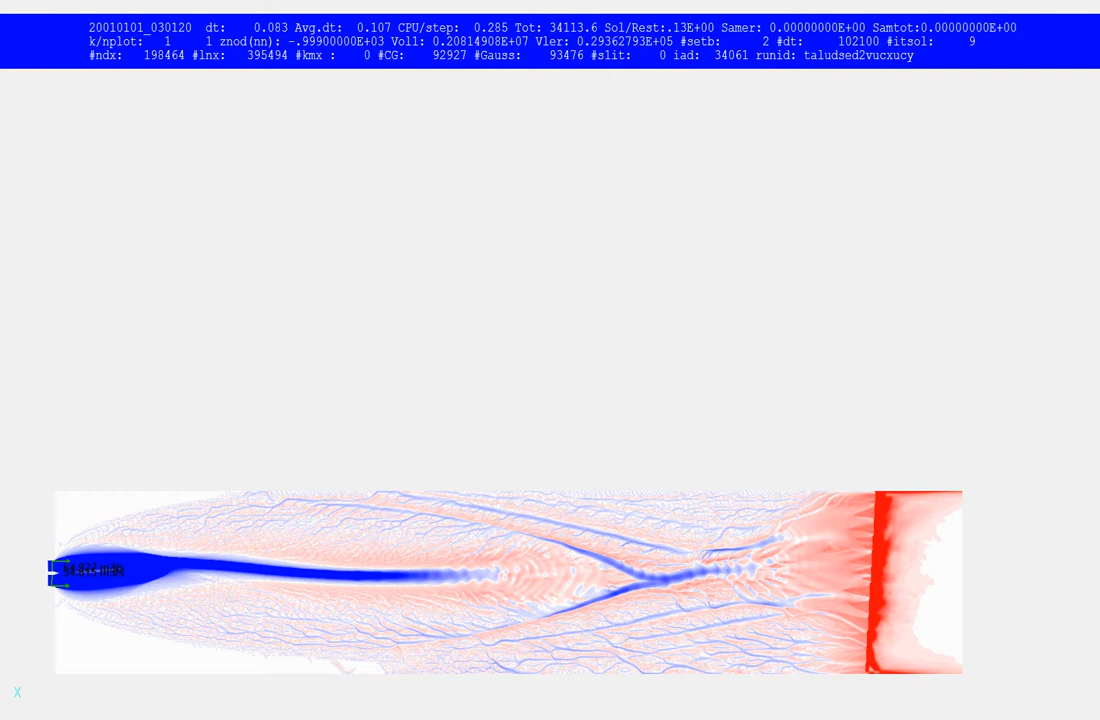 20010101_030120 dt: 0.083 Avg.dt: 0.107 CPU/step: 0.285 Tot: 34113.6 Sol/Rest:.13E+00 Samer: 0.00000000E+00 Samtot:0.00000000E+00
k/nplot: 1 1 znod(nn): -.99900000E+03 Vol1: 0.20814908E+07 Vler: 0.29362793E+05 #setb: 2 #dt: 102100 #itsol: 9
#ndx: 198464 #lnx: 395494 #kmx : 0 #CG: 92927 #Gauss: 93476 #slit: 0 iad: 34061 runid: taludsed2vucxucy
X